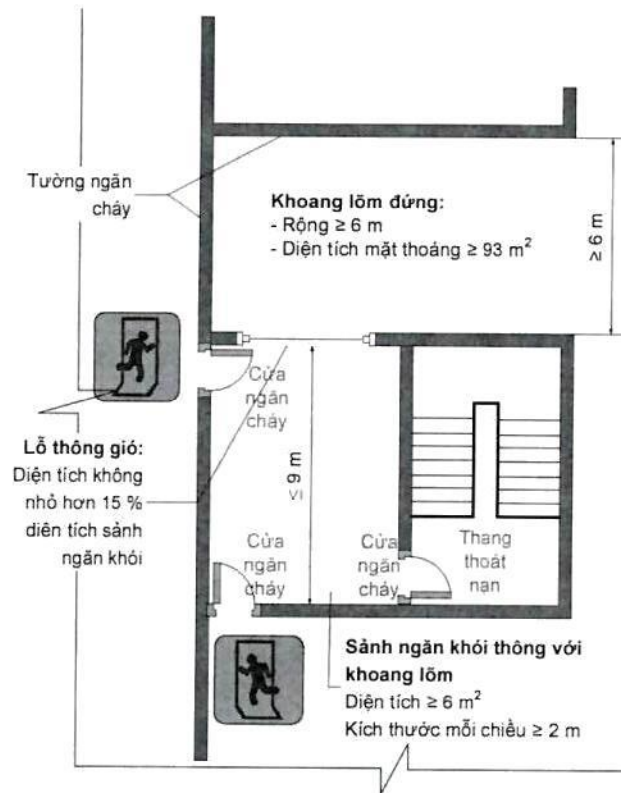 Tường ngăn
cháy
Khoang lõm đứng:
- Rộng ≥ 6 m
- Diện tích mặt thoáng ≥ 93 m²
≥ 6 m
Cửa
ngăn
cháy
Lỗ thông gió:
Diện tích không
nhỏ hơn 15 %
diên tích sảnh
ngăn khói
≤ 9 m
Cửa
ngăn
cháy
Cửa
ngăn
cháy
Thang
thoát
nạn
Sảnh ngăn khói thông với
khoang lõm
Diện tích ≥ 6 m²
Kích thước mỗi chiều ≥ 2 m